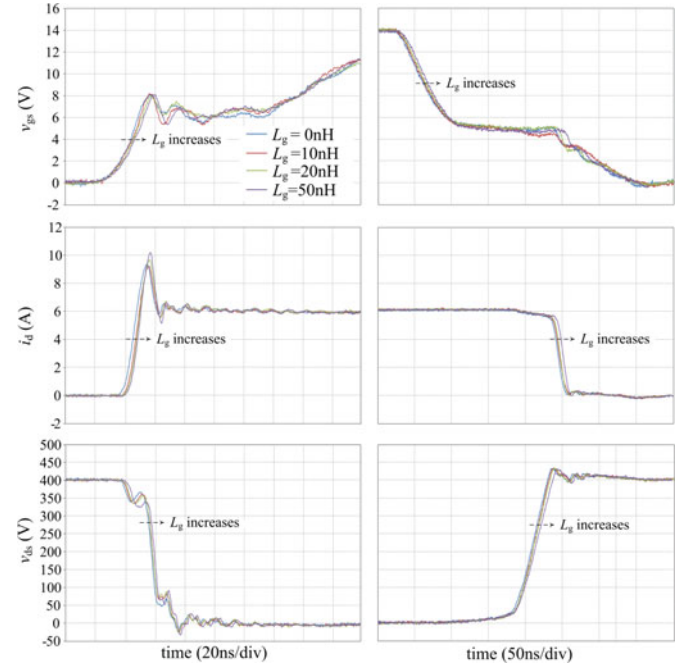 16
14
12
10
8
6
4
2
0
-2
v_gs (V)
L_g increases
L_g = 0nH
L_g = 10nH
L_g = 20nH
L_g =50nH
L_g increases
12
10
8
6
4
2
0
-2
i_d (A)
L_g increases
L_g increases
500
450
400
350
300
250
200
150
100
50
0
-50
v_ds (V)
L_g increases
L_g increases
time (20ns/div)
time (50ns/div)